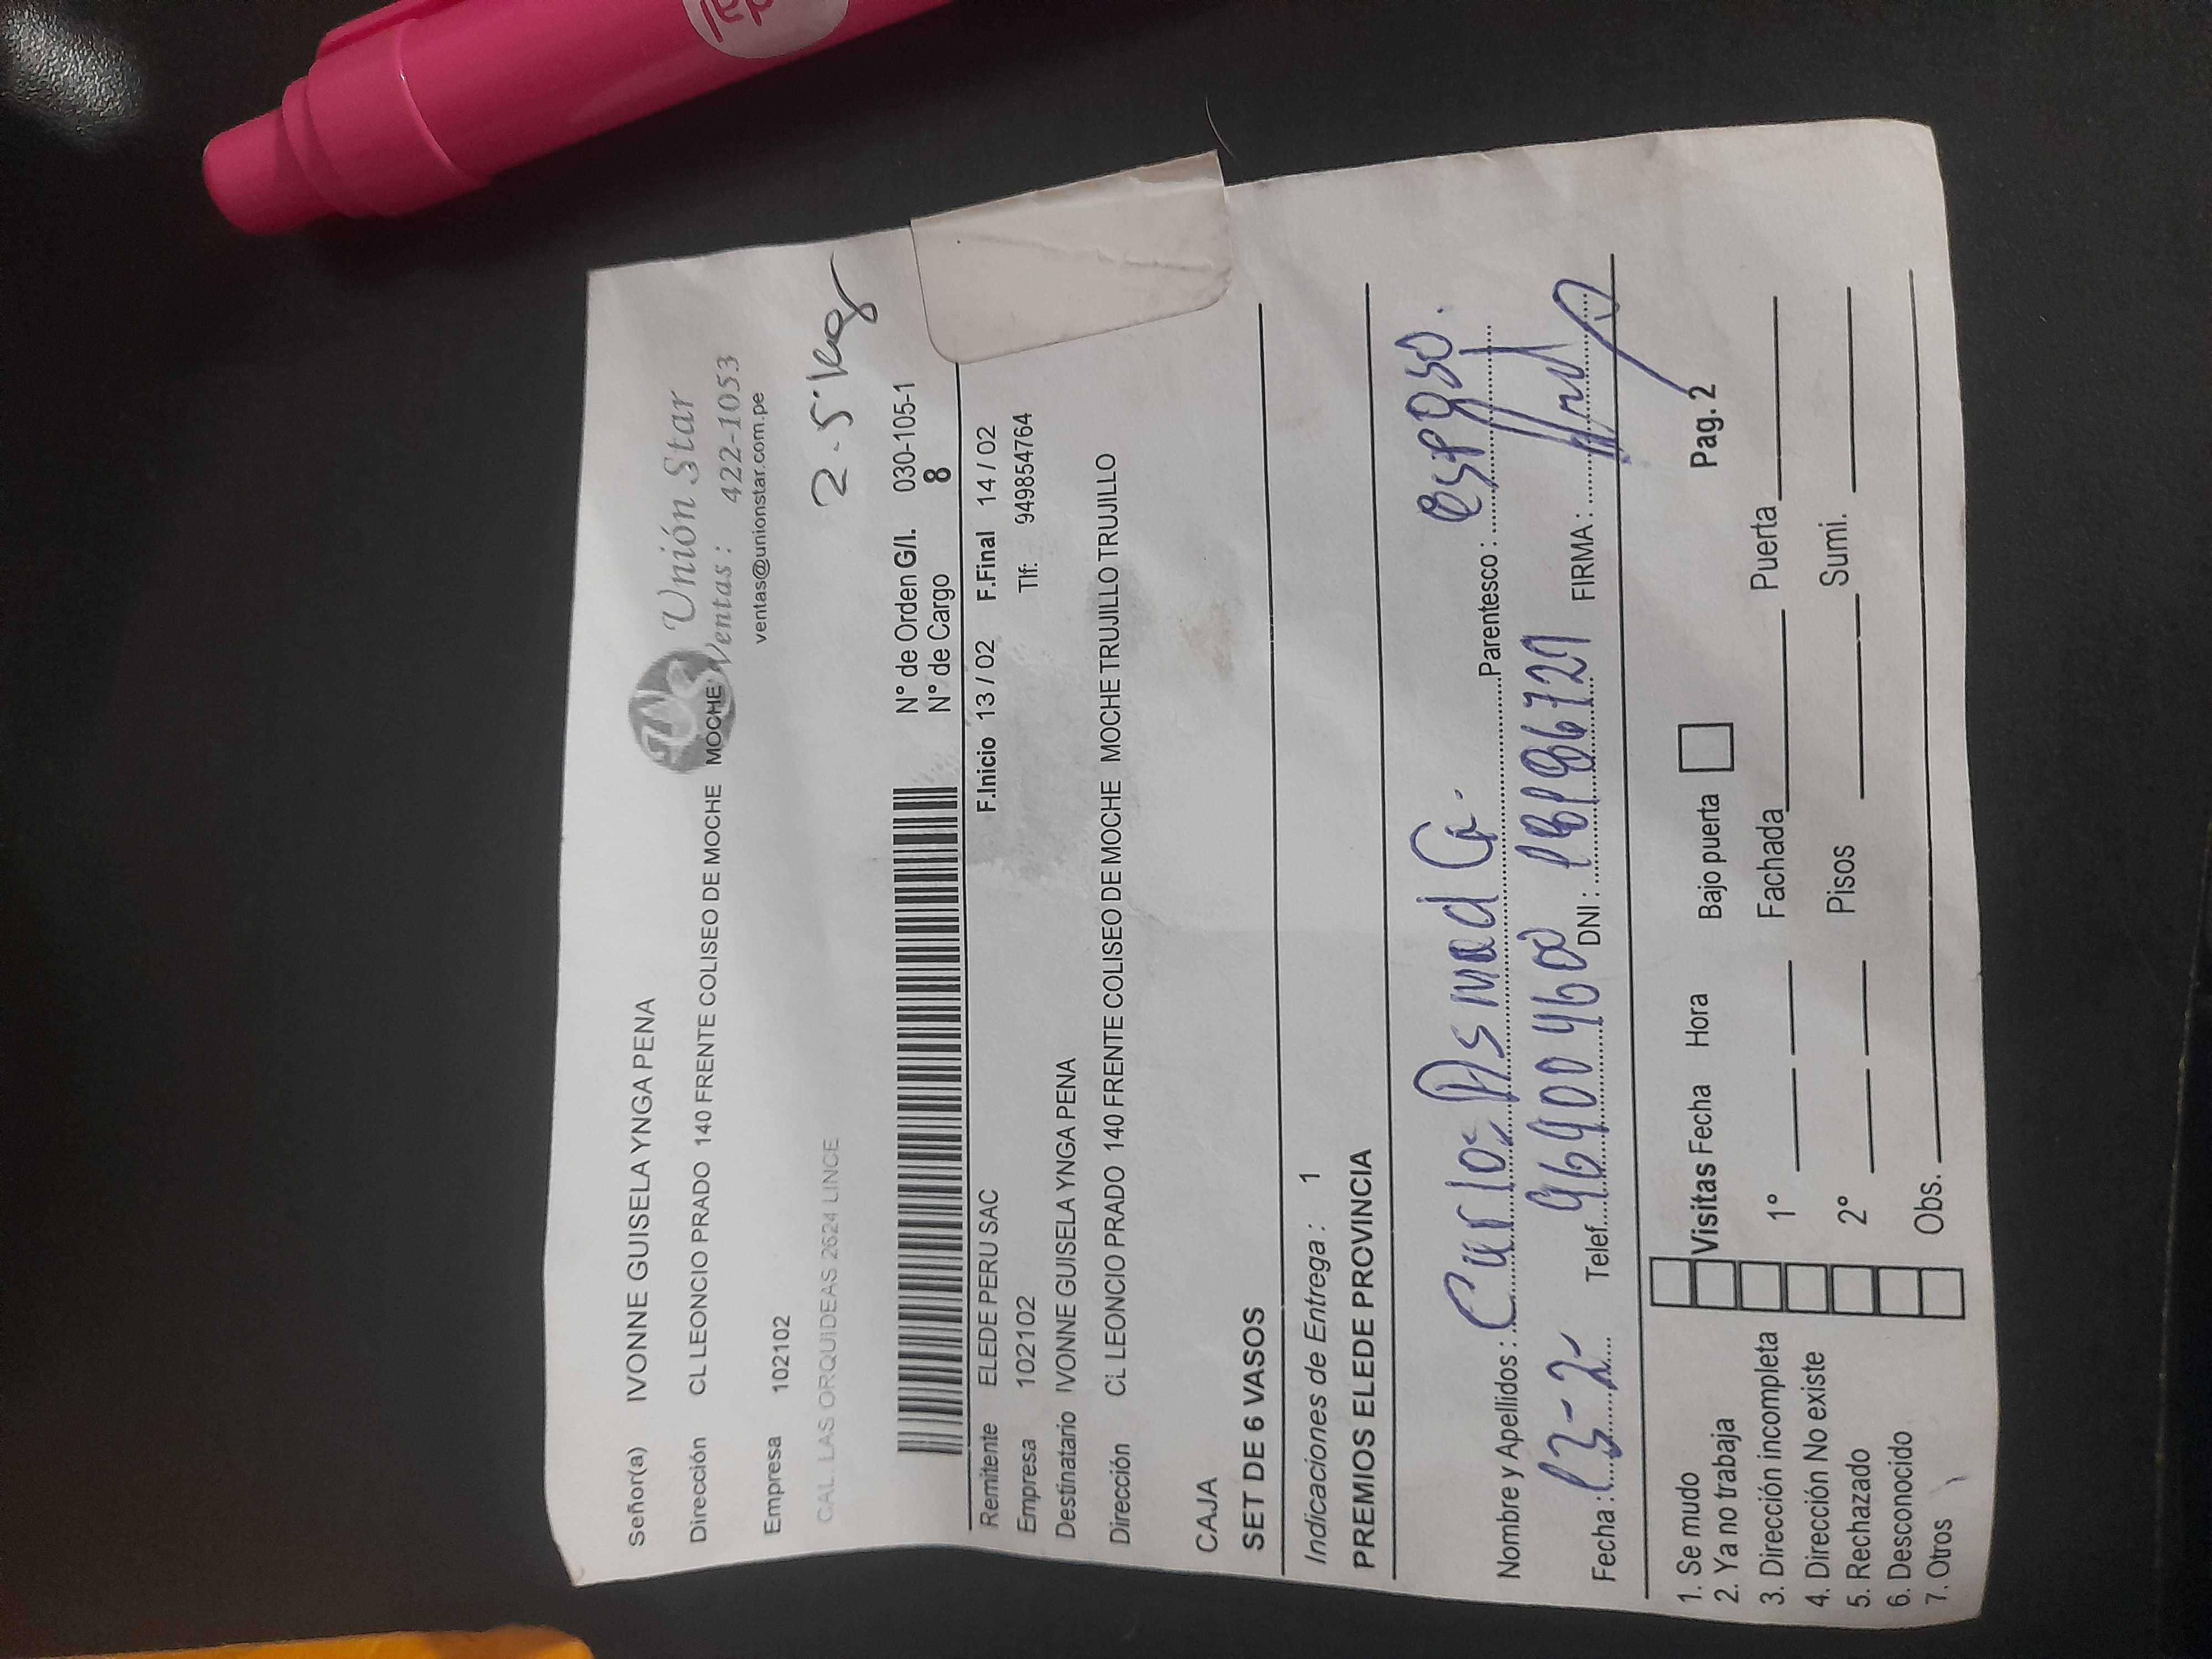 Señor(a) IVONNE GUISELA YNGA PENA
Unión Star
Dirección CL LEONCIO PRADO 140 FRENTE COLISEO DE MOCHE MOCHE
Ventas: 422-1053
ventas@unionstar.com.pe
Empresa 102102
CAL. LAS ORQUIDEAS 2624 LINCE
2.5 kgr
N° de Orden G/I. 030-105-1
N° de Cargo 8
Remitente ELEDE PERU SAC F.Inicio 13 / 02 F.Final 14 / 02
Empresa 102102 Tlf: 949854764
Destinatario IVONNE GUISELA YNGA PENA
Dirección CL LEONCIO PRADO 140 FRENTE COLISEO DE MOCHE MOCHE TRUJILLO TRUJILLO
CAJA
SET DE 6 VASOS
Indicaciones de Entrega : 1
PREMIOS ELEDE PROVINCIA
Nombre y Apellidos : Carlos Asmad G. Parentesco : esposo.
Fecha : 13-2- Telef. 969004600 DNI : FIRMA :
Pag. 2
1. Se mudo
2. Ya no trabaja
3. Dirección incompleta
4. Dirección No existe
5. Rechazado
6. Desconocido
7. Otros
Visitas Fecha Hora Bajo puerta
1° Fachada Puerta
2° Pisos Sumi.
Obs.